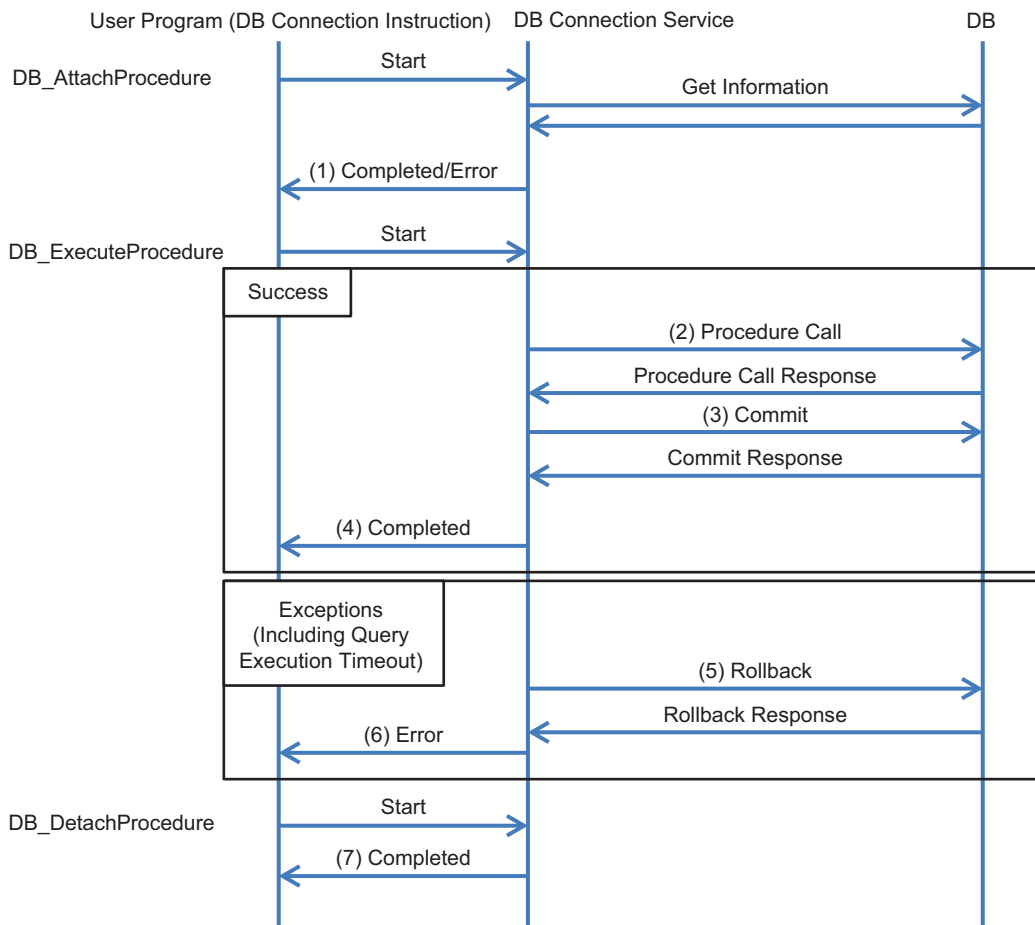 User Program (DB Connection Instruction)
DB Connection Service
DB
DB_AttachProcedure
Start
Get Information
(1) Completed/Error
DB_ExecuteProcedure
Start
Success
(2) Procedure Call
Procedure Call Response
(3) Commit
Commit Response
(4) Completed
Exceptions
(Including Query
Execution Timeout)
(5) Rollback
Rollback Response
(6) Error
DB_DetachProcedure
Start
(7) Completed